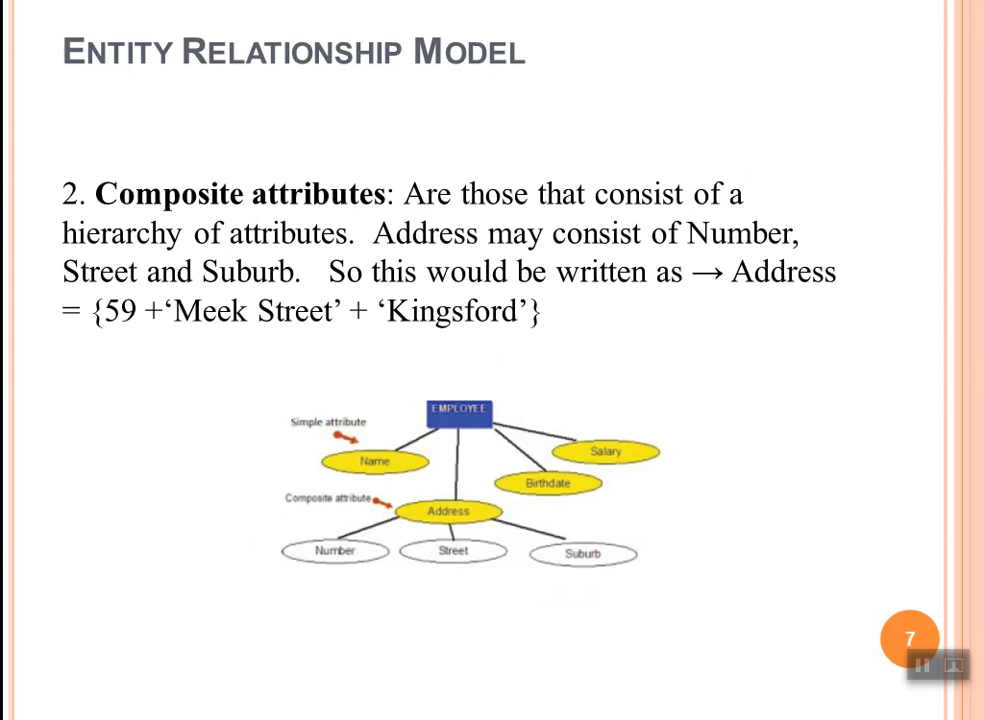 ENTITY RELATIONSHIP MODEL
2. Composite attributes: Are those that consist of a
hierarchy of attributes. Address may consist of Number,
Street and Suburb. So this would be written as → Address
= {59 +‘Meek Street’ + ‘Kingsford’}
EMPLOYEE
Simple attribute
Name
Salary
Birthdate
Composite attribute
Address
Number
Street
Suburb
7